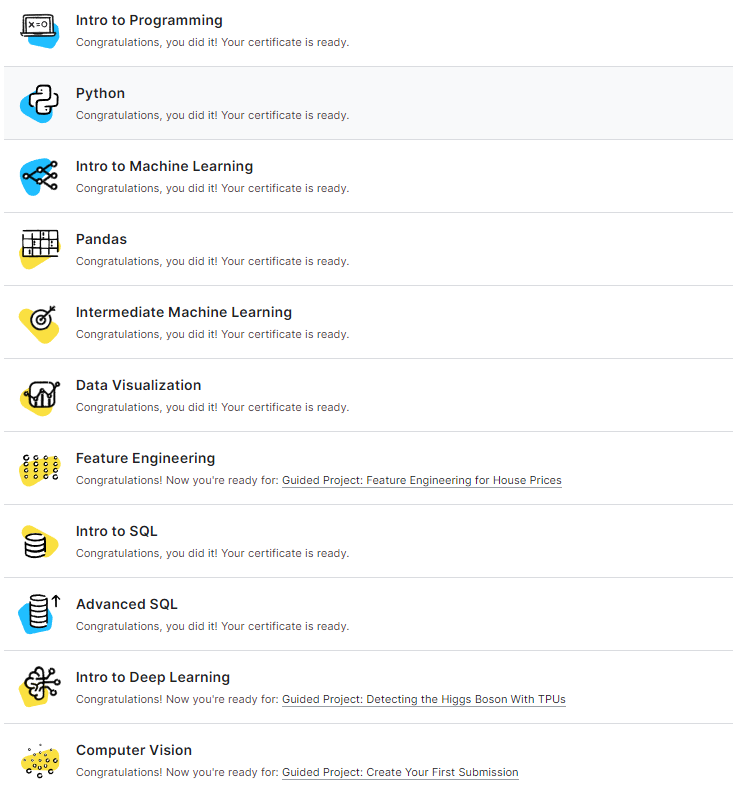 X=0
Intro to Programming
Congratulations, you did it! Your certificate is ready.
Python
Congratulations, you did it! Your certificate is ready.
Intro to Machine Learning
Congratulations, you did it! Your certificate is ready.
Pandas
Congratulations, you did it! Your certificate is ready.
Intermediate Machine Learning
Congratulations, you did it! Your certificate is ready.
Data Visualization
Congratulations, you did it! Your certificate is ready.
Feature Engineering
Congratulations! Now you're ready for: Guided Project: Feature Engineering for House Prices
Intro to SQL
Congratulations, you did it! Your certificate is ready.
Advanced SQL
Congratulations, you did it! Your certificate is ready.
Intro to Deep Learning
Congratulations! Now you're ready for: Guided Project: Detecting the Higgs Boson With TPUs
Computer Vision
Congratulations! Now you're ready for: Guided Project: Create Your First Submission